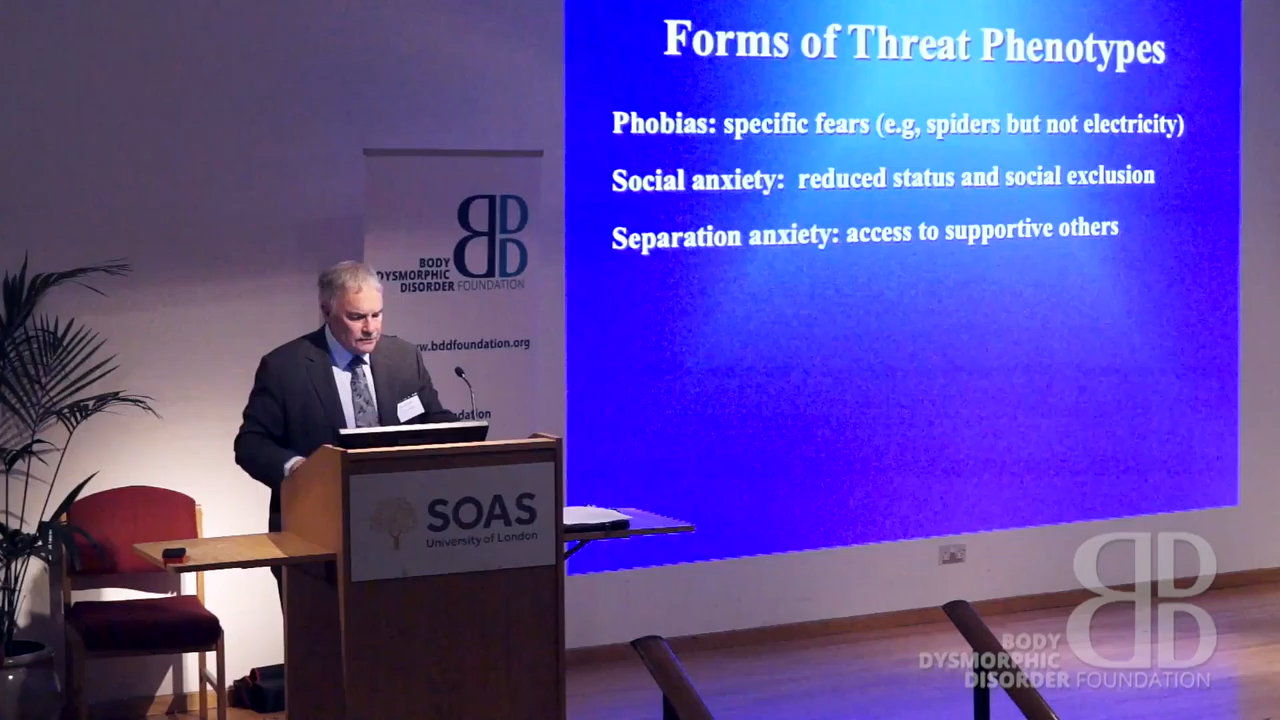 Forms of Threat Phenotypes
Phobias: specific fears (e.g, spiders but not electricity)
Social anxiety: reduced status and social exclusion
Separation anxiety: access to supportive others
BODY
DYSMORPHIC
DISORDER FOUNDATION
w.bddfoundation.org
ndation
SOAS
University of London
BDD
BODY
DYSMORPHIC
DISORDER FOUNDATION